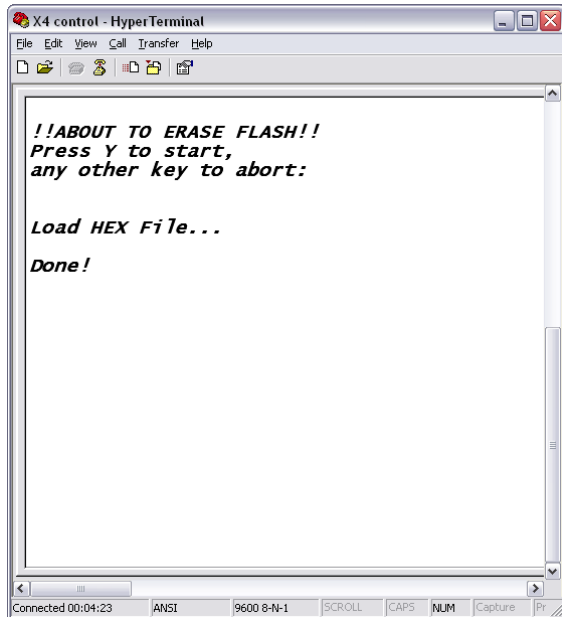 X4 control - HyperTerminal
File Edit View Call Transfer Help
!!ABOUT TO ERASE FLASH!!
Press Y to start,
any other key to abort:
Load HEX File...
Done!
Connected 00:04:23 ANSI 9600 8-N-1 SCROLL CAPS NUM Capture Pr